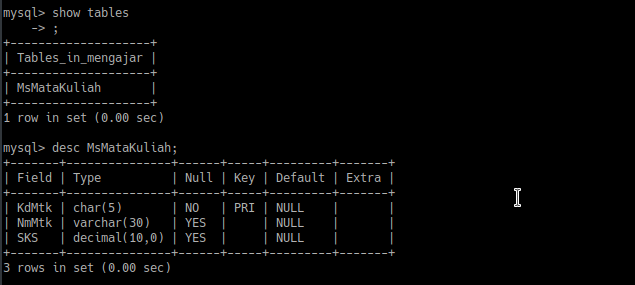 mysql> show tables
    -> ;
+--------------------+
| Tables_in_mengajar |
+--------------------+
| MsMataKuliah       |
+--------------------+
1 row in set (0.00 sec)

mysql> desc MsMataKuliah;
+-------+---------------+------+-----+---------+-------+
| Field | Type          | Null | Key | Default | Extra |
+-------+---------------+------+-----+---------+-------+
| KdMtk | char(5)       | NO   | PRI | NULL    |       |
| NmMtk | varchar(30)   | YES  |     | NULL    |       |
| SKS   | decimal(10,0) | YES  |     | NULL    |       |
+-------+---------------+------+-----+---------+-------+
3 rows in set (0.00 sec)